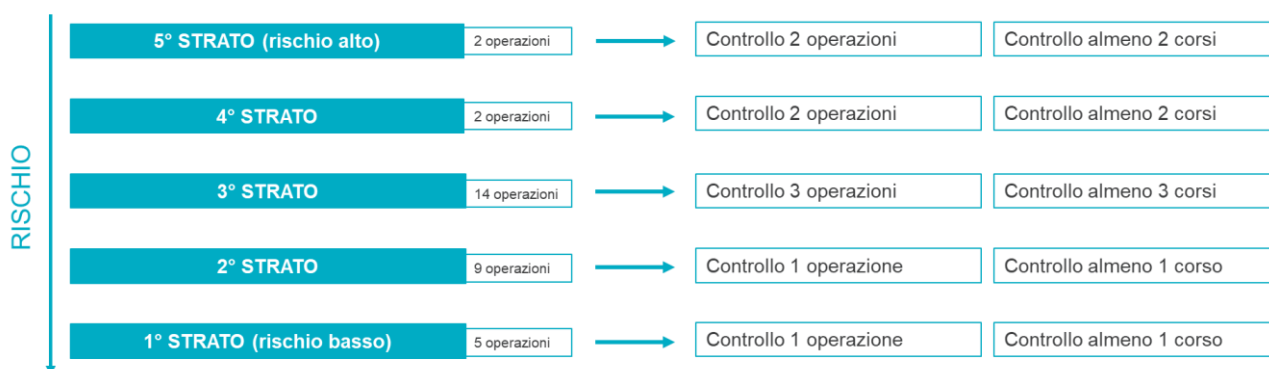 RISCHIO
5° STRATO (rischio alto)
2 operazioni
Controllo 2 operazioni
Controllo almeno 2 corsi
4° STRATO
2 operazioni
Controllo 2 operazioni
Controllo almeno 2 corsi
3° STRATO
14 operazioni
Controllo 3 operazioni
Controllo almeno 3 corsi
2° STRATO
9 operazioni
Controllo 1 operazione
Controllo almeno 1 corso
1° STRATO (rischio basso)
5 operazioni
Controllo 1 operazione
Controllo almeno 1 corso